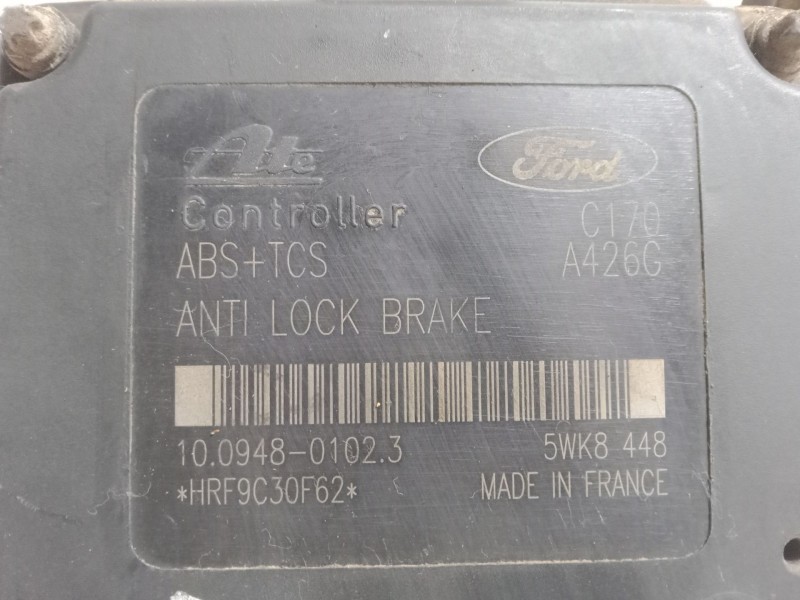 Ate Ford
Controller C170
ABS+TCS A426G
ANTI LOCK BRAKE
10.0948-0102.3 5WK8 448
*HRF9C30F62* MADE IN FRANCE